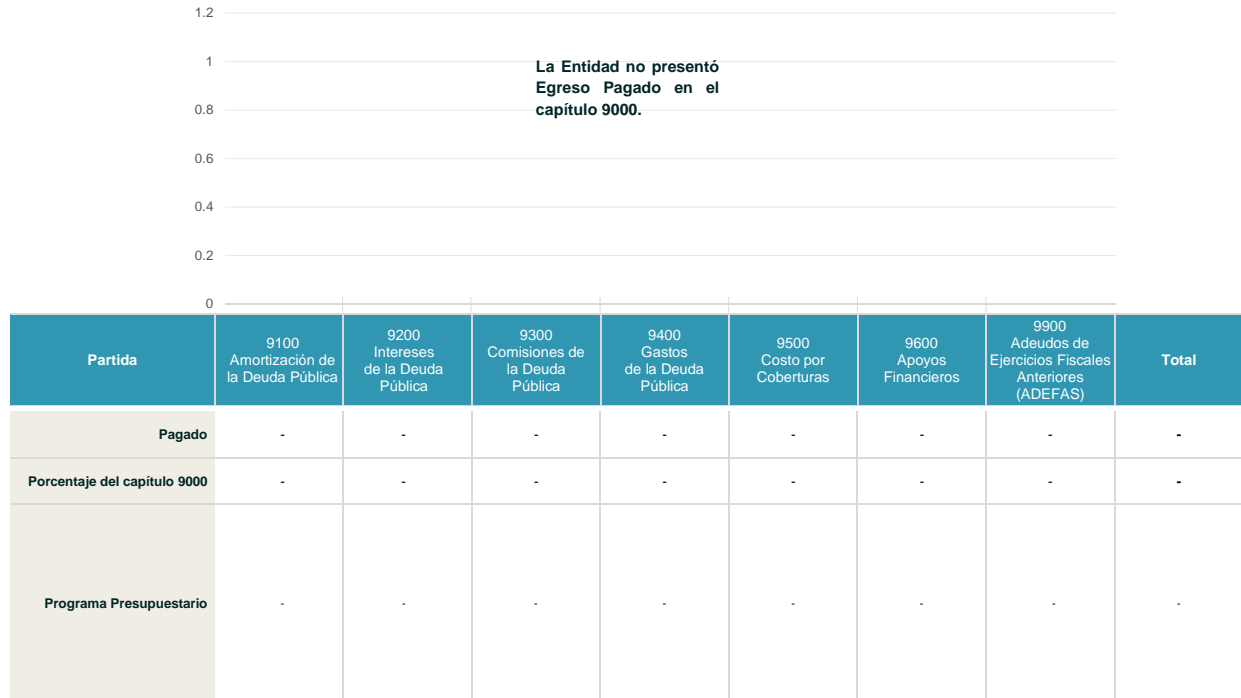 1.2
1
0.8
0.6
0.4
0.2
0
La Entidad no presentó
Egreso Pagado en el
capítulo 9000.
Partida
9100
Amortización de
la Deuda Pública
9200
Intereses
de la Deuda
Pública
9300
Comisiones de
la Deuda
Pública
9400
Gastos
de la Deuda
Pública
9500
Costo por
Coberturas
9600
Apoyos
Financieros
9900
Adeudos de
Ejercicios Fiscales
Anteriores
(ADEFAS)
Total
Pagado - - - - - - - -
Porcentaje del capítulo 9000 - - - - - - - -
Programa Presupuestario - - - - - - - -